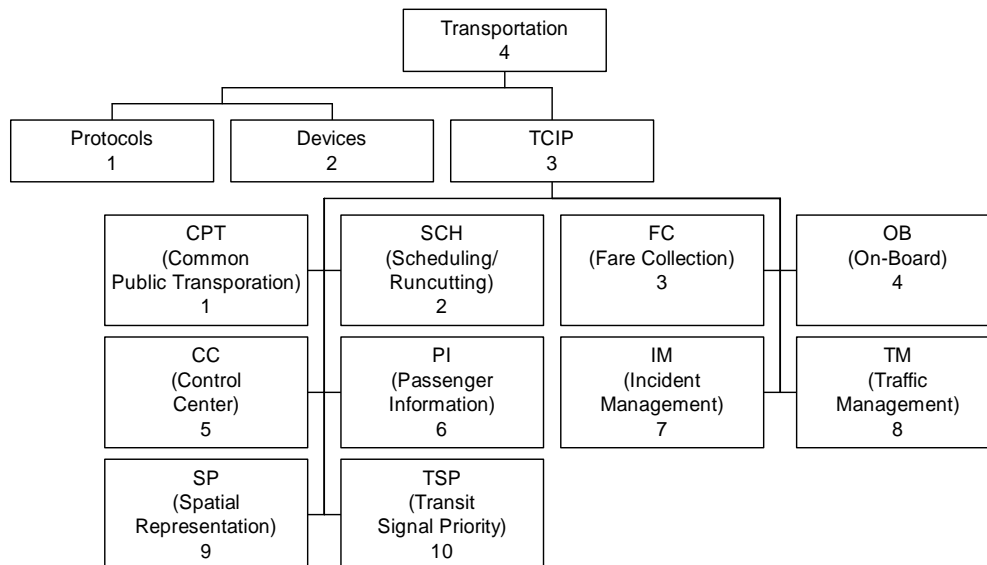 Transportation
4
Protocols
1
Devices
2
TCIP
3
CPT
(Common
Public Transporation)
1
SCH
(Scheduling/
Runcutting)
2
FC
(Fare Collection)
3
OB
(On-Board)
4
CC
(Control
Center)
5
PI
(Passenger
Information)
6
IM
(Incident
Management)
7
TM
(Traffic
Management)
8
SP
(Spatial
Representation)
9
TSP
(Transit
Signal Priority)
10